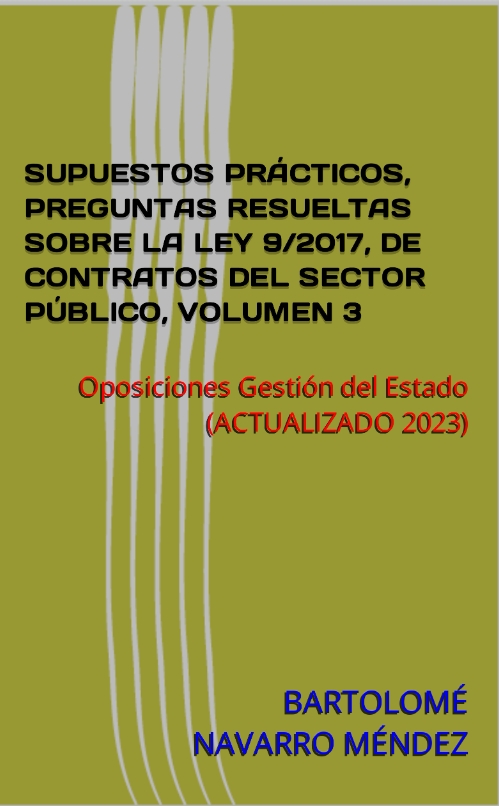 SUPUESTOS PRÁCTICOS,
PREGUNTAS RESUELTAS
SOBRE LA LEY 9/2017, DE
CONTRATOS DEL SECTOR
PÚBLICO, VOLUMEN 3
Oposiciones Gestión del Estado
(ACTUALIZADO 2023)
BARTOLOMÉ
NAVARRO MÉNDEZ